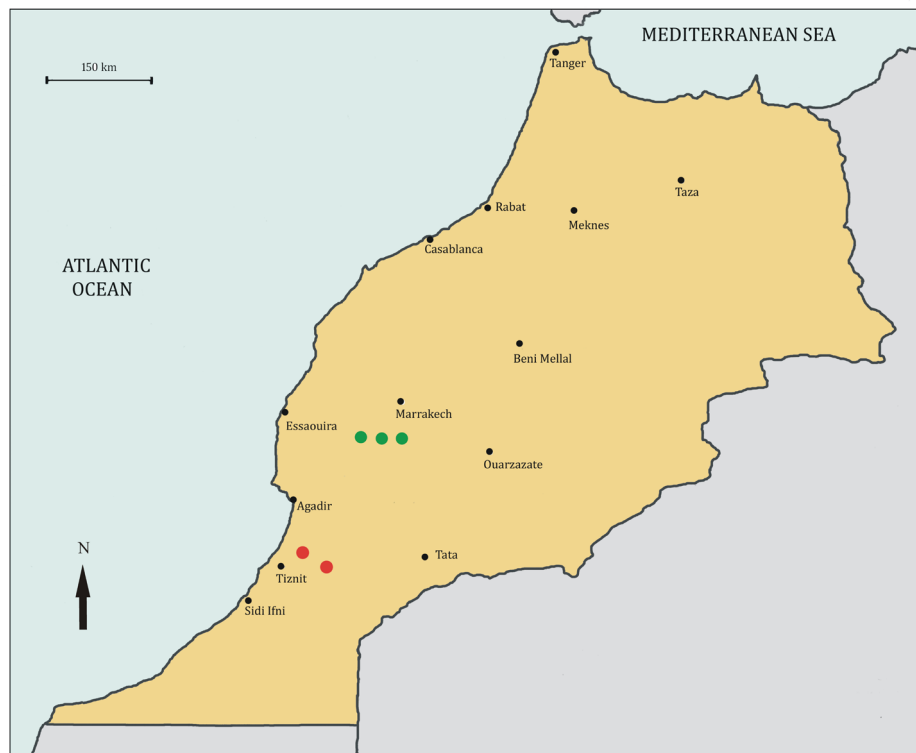 MEDITERRANEAN SEA
150 km
Tanger
Taza
Rabat
Meknes
Casablanca
ATLANTIC
OCEAN
Beni Mellal
Marrakech
Essaouira
Ouarzazate
Agadir
N
Tata
Tiznit
Sidi Ifni